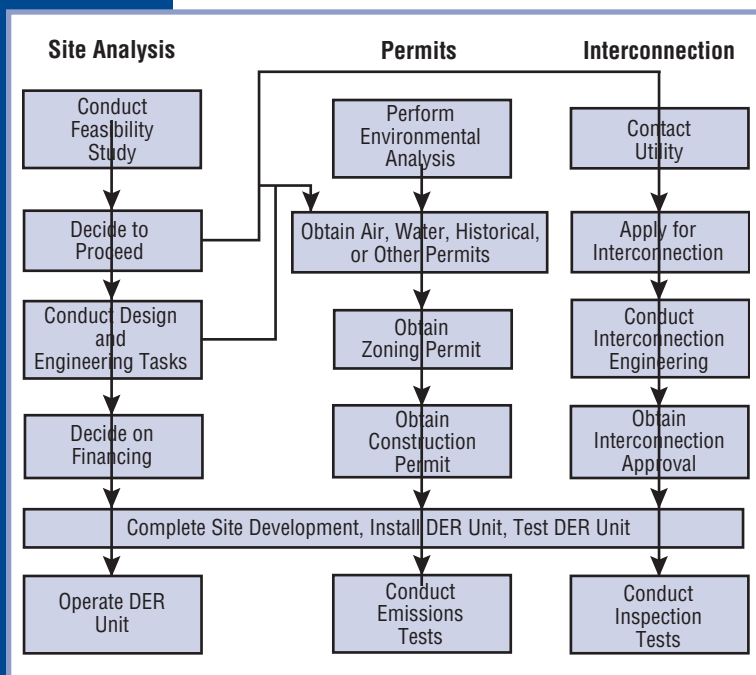 Site Analysis
Permits
Interconnection
Conduct
Feasibility
Study
Perform
Environmental
Analysis
Contact
Utility
Decide to
Proceed
Obtain Air, Water, Historical,
or Other Permits
Apply for
Interconnection
Conduct Design
and
Engineering Tasks
Obtain
Zoning Permit
Conduct
Interconnection
Engineering
Decide on
Financing
Obtain
Construction
Permit
Obtain
Interconnection
Approval
Complete Site Development, Install DER Unit, Test DER Unit
Operate DER
Unit
Conduct
Emissions
Tests
Conduct
Inspection
Tests